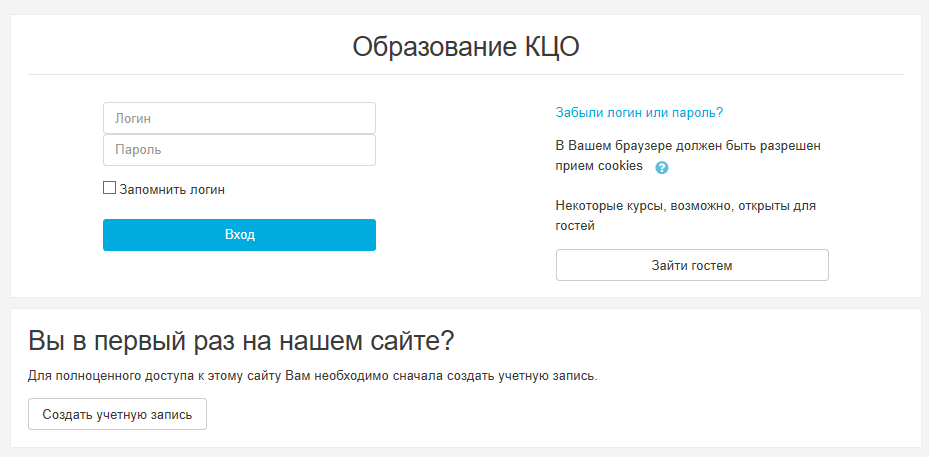 Образование КЦО
Логин
Пароль
Запомнить логин
Вход
Забыли логин или пароль?
В Вашем браузере должен быть разрешен
прием cookies
Некоторые курсы, возможно, открыты для
гостей
Зайти гостем
Вы в первый раз на нашем сайте?
Для полноценного доступа к этому сайту Вам необходимо сначала создать учетную запись.
Создать учетную запись